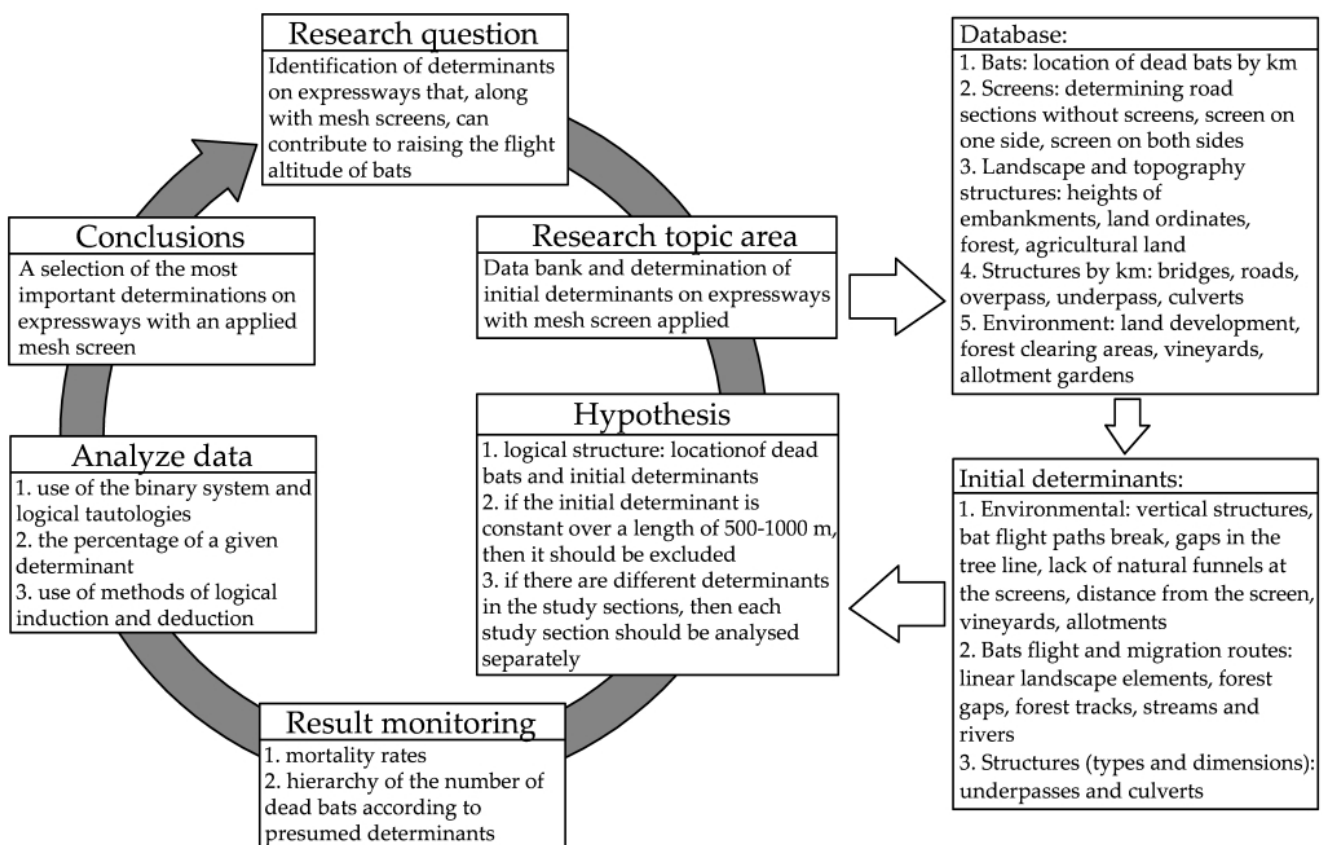 Research question
Identification of determinants
on expressways that, along
with mesh screens, can
contribute to raising the flight
altitude of bats
Research topic area
Data bank and determination of
initial determinants on expressways
with mesh screen applied
Database:
1. Bats: location of dead bats by km
2. Screens: determining road
sections without screens, screen on
one side, screen on both sides
3. Landscape and topography
structures: heights of
embankments, land ordinates,
forest, agricultural land
4. Structures by km: bridges, roads,
overpass, underpass, culverts
5. Environment: land development,
forest clearing areas, vineyards,
allotment gardens
Initial determinants:
1. Environmental: vertical structures,
bat flight paths break, gaps in the
tree line, lack of natural funnels at
the screens, distance from the screen,
vineyards, allotments
2. Bats flight and migration routes:
linear landscape elements, forest
gaps, forest tracks, streams and
rivers
3. Structures (types and dimensions):
underpasses and culverts
Hypothesis
1. logical structure: locationof dead
bats and initial determinants
2. if the initial determinant is
constant over a length of 500-1000 m,
then it should be excluded
3. if there are different determinants
in the study sections, then each
study section should be analysed
separately
Result monitoring
1. mortality rates
2. hierarchy of the number of
dead bats according to
presumed determinants
Analyze data
1. use of the binary system and
logical tautologies
2. the percentage of a given
determinant
3. use of methods of logical
induction and deduction
Conclusions
A selection of the most
important determinations on
expressways with an applied
mesh screen